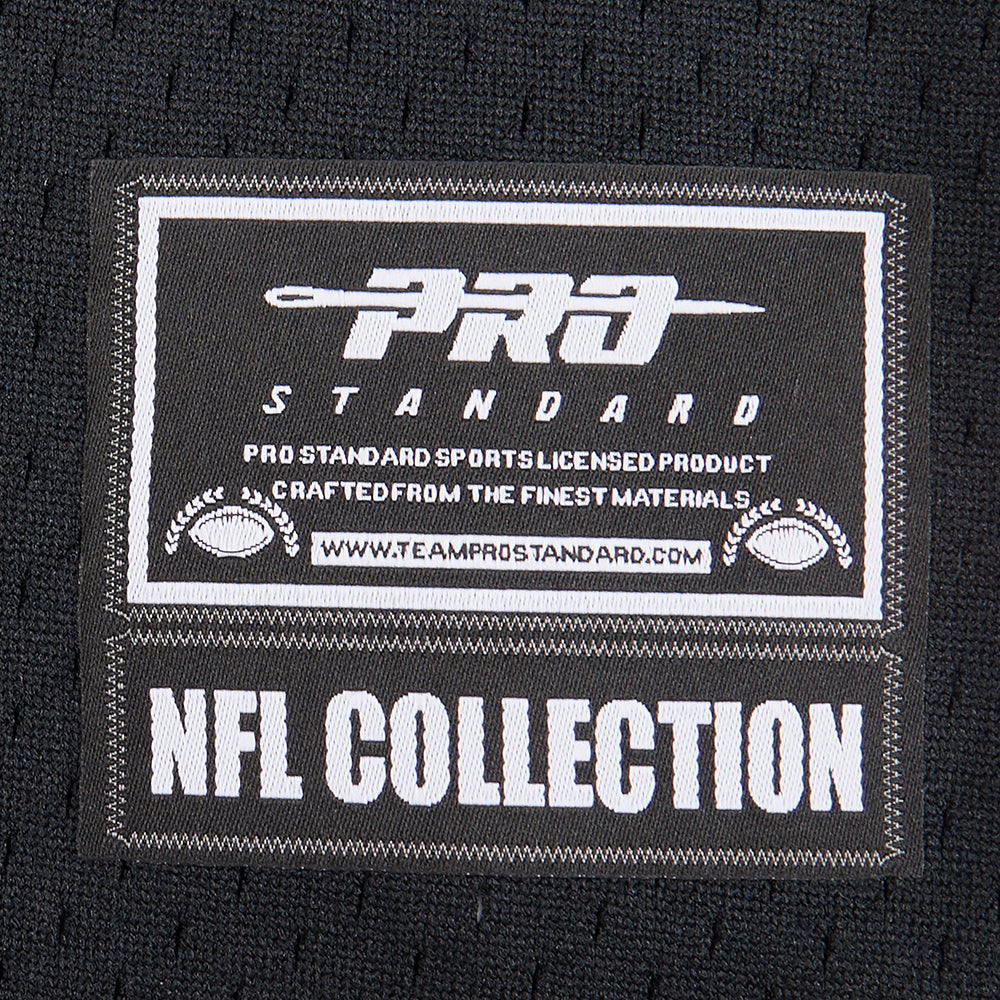 PRO
STANDARD
PRO STANDARD SPORTS LICENSED PRODUCT
CRAFTED FROM THE FINEST MATERIALS
WWW.TEAMPROSTANDARD.COM
NFL COLLECTION